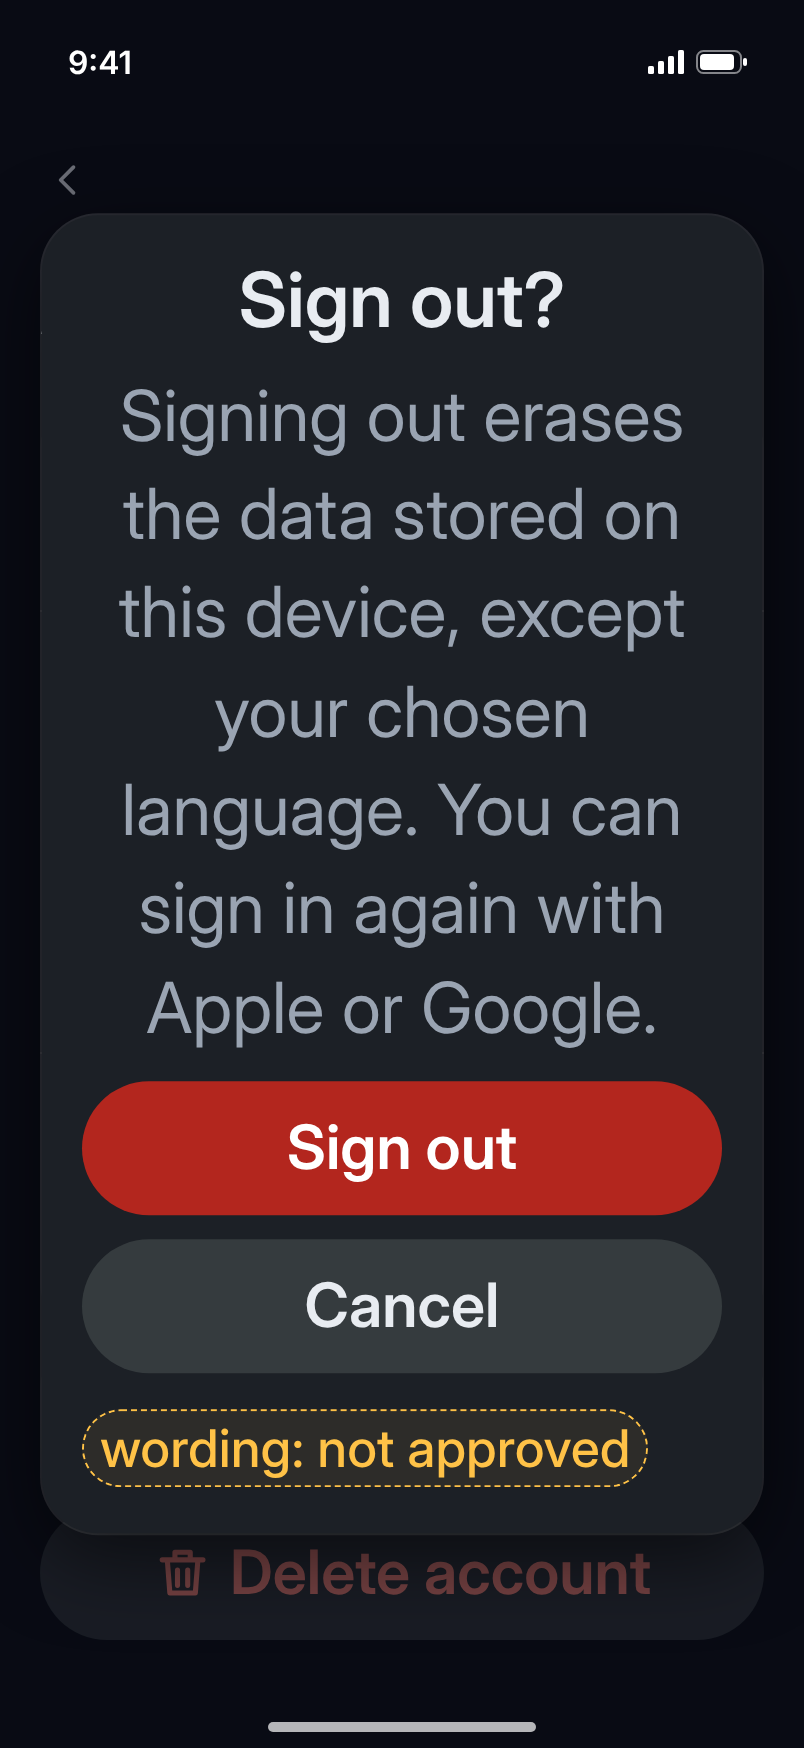 9:41
Sign out?
Signing out erases
the data stored on
this device, except
your chosen
language. You can
sign in again with
Apple or Google.
Sign out
Cancel
wording: not approved
Delete account